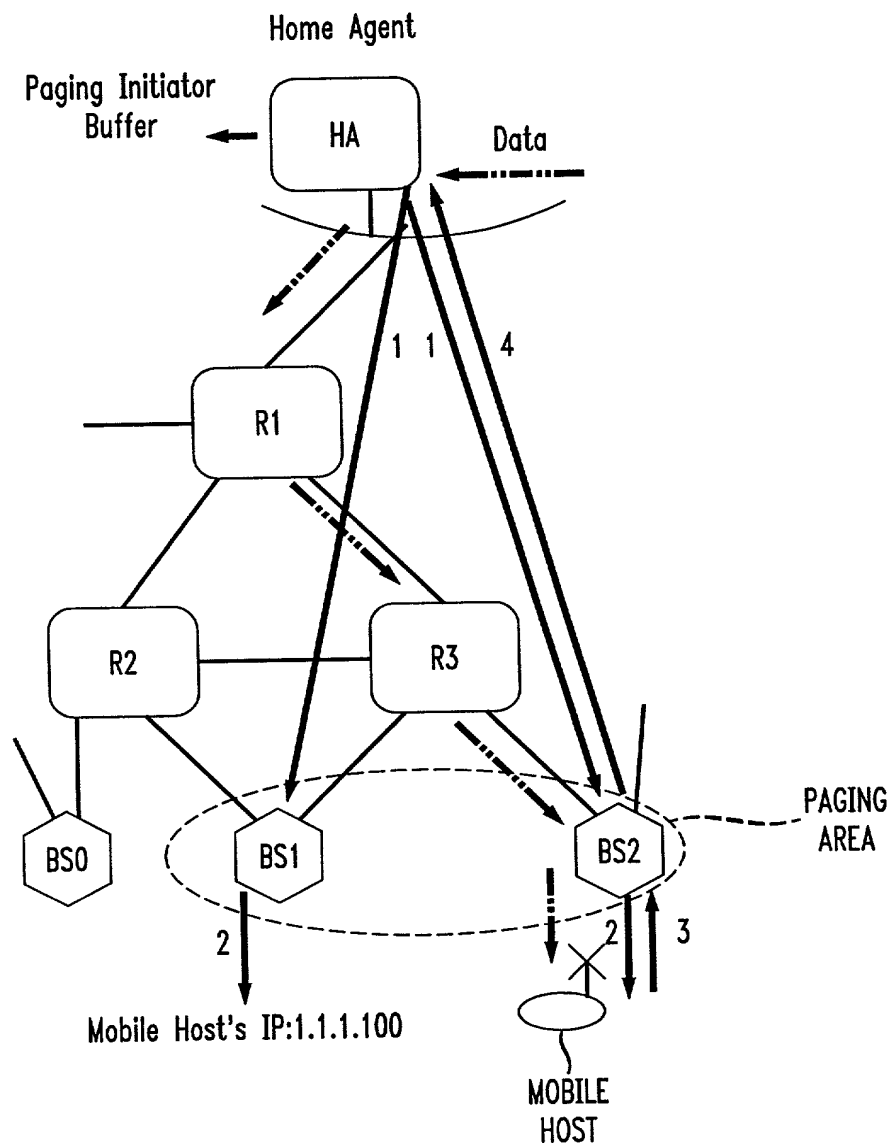 Home Agent
Paging Initiator
Buffer
HA
Data
1 1 4
R1
R2
R3
PAGING
AREA
BS0
BS1
BS2
2
2
3
Mobile Host's IP:1.1.1.100
MOBILE
HOST